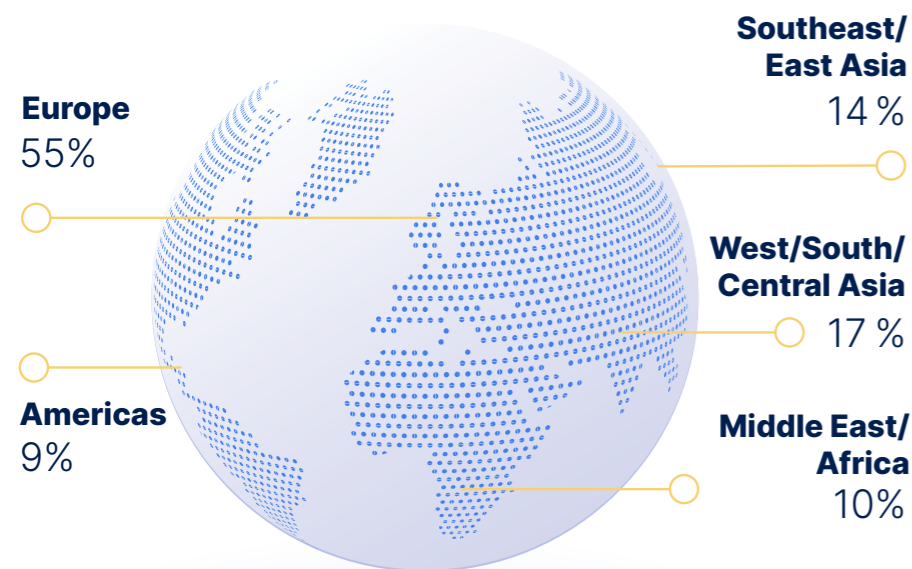 Europe
55%
Americas
9%
Southeast/
East Asia
14 %
West/South/
Central Asia
17 %
Middle East/
Africa
10%